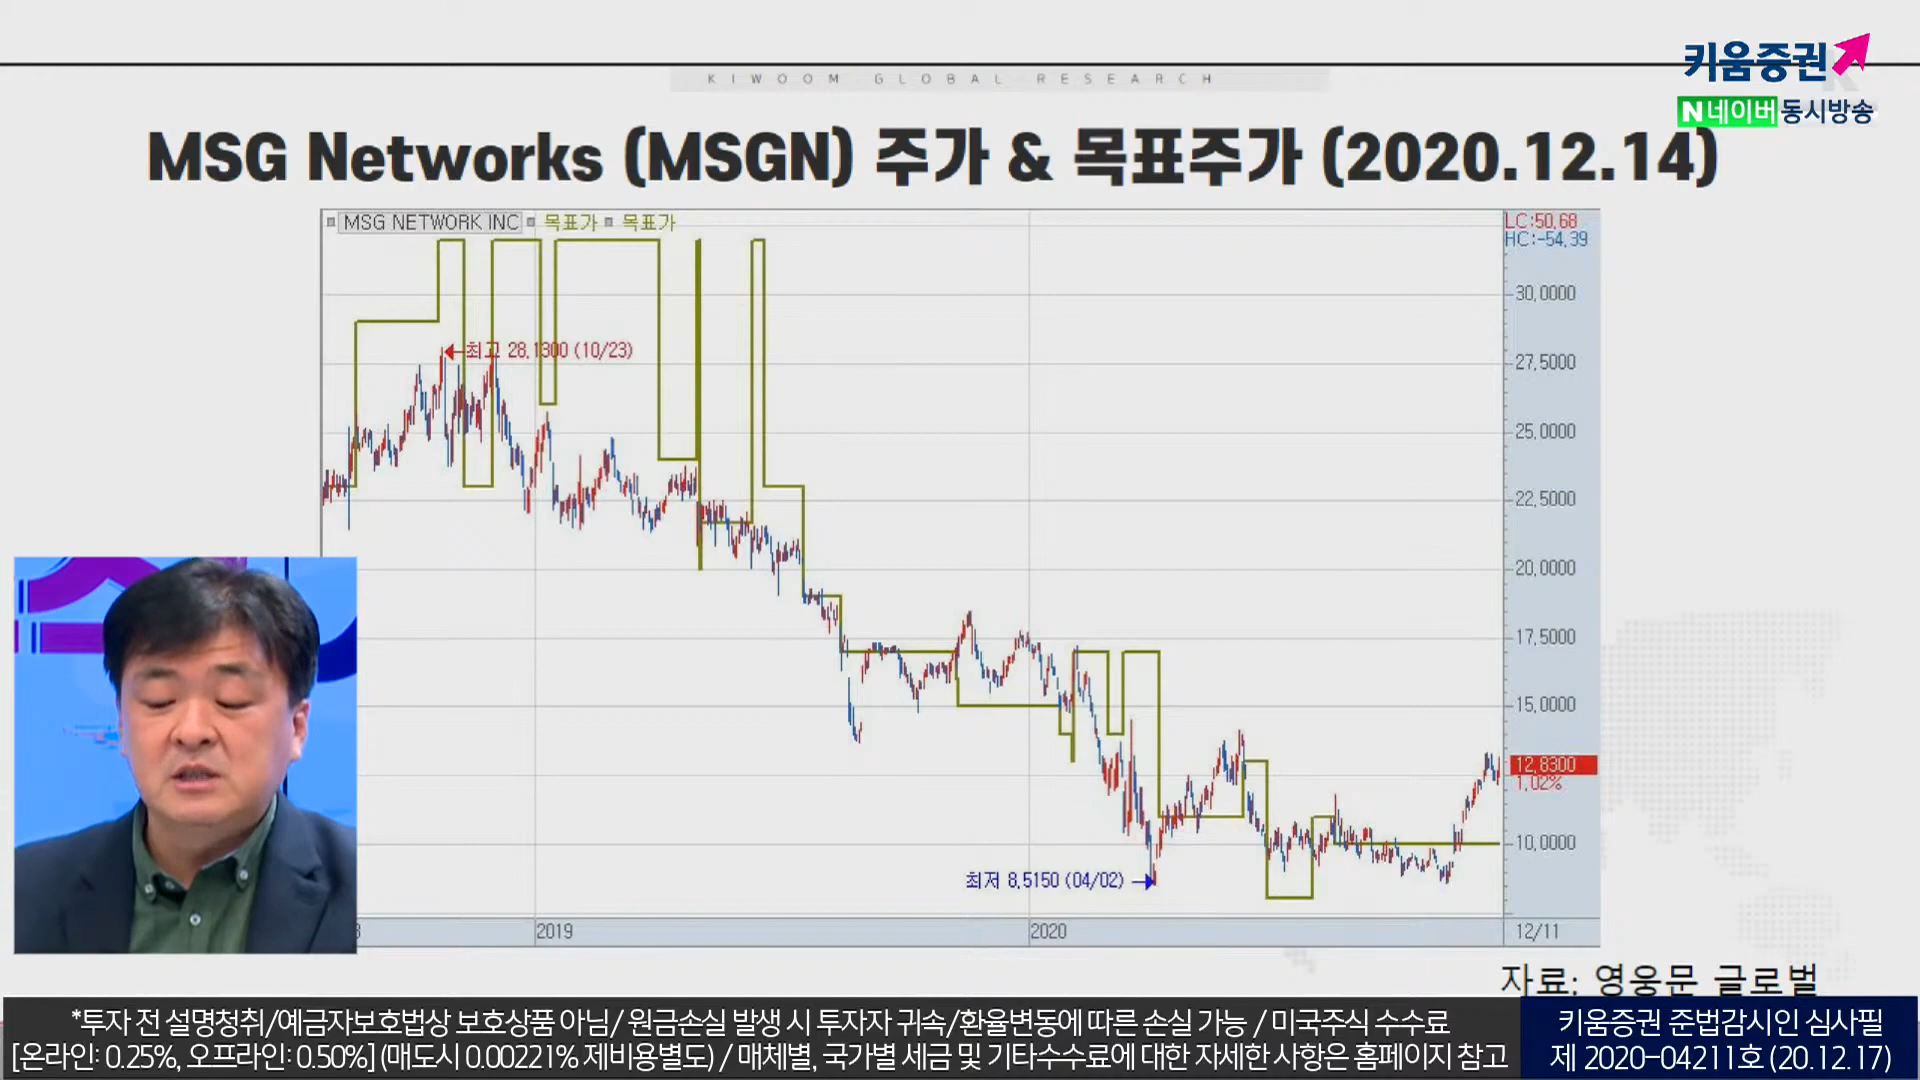 키움증권
KIWOOM GLOBAL RESEARCH
N네이버 동시방송
MSG Networks (MSGN) 주가 & 목표주가 (2020.12.14)
MSG NETWORK INC 목표가 목표가
LC:50,68
HC:-54,39
30,0000
최고 28,1300 (10/23)
27,5000
25,0000
22,5000
20,0000
17,5000
15,0000
12,8300
1,02%
10,0000
최저 8,5150 (04/02)
2019
2020
12/11
자료: 영웅문 글로벌
*투자 전 설명청취/예금자보호법상 보호상품 아님/ 원금손실 발생 시 투자자 귀속/환율변동에 따른 손실 가능 / 미국주식 수수료
[온라인: 0.25%, 오프라인: 0.50%] (매도시 0.00221% 제비용별도) / 매체별, 국가별 세금 및 기타수수료에 대한 자세한 사항은 홈페이지 참고
키움증권 준법감시인 심사필
제 2020-04211호 (20.12.17)